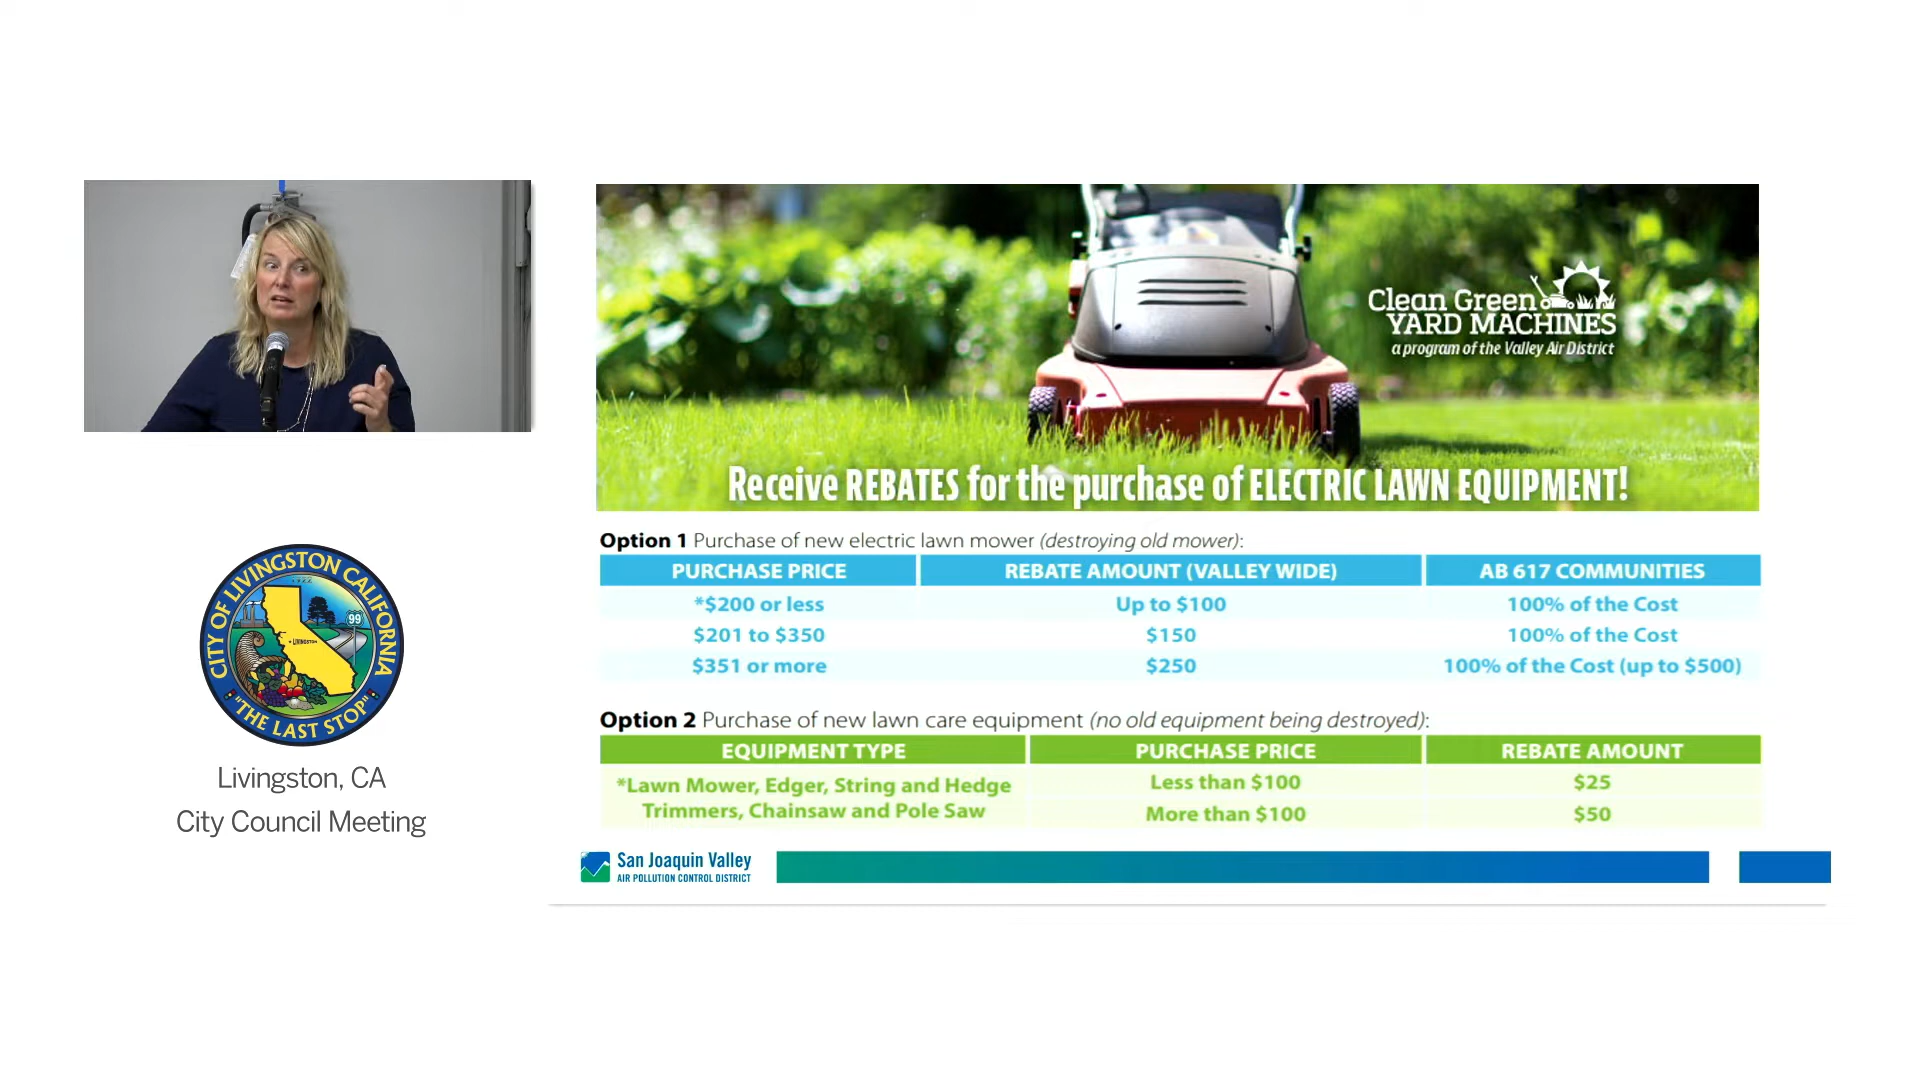 Clean Green
YARD MACHINES
a program of the Valley Air District
Receive REBATES for the purchase of ELECTRIC LAWN EQUIPMENT!
Option 1 Purchase of new electric lawn mower (destroying old mower):
PURCHASE PRICE REBATE AMOUNT (VALLEY WIDE) AB 617 COMMUNITIES
*$200 or less Up to $100 100% of the Cost
$201 to $350 $150 100% of the Cost
$351 or more $250 100% of the Cost (up to $500)
Option 2 Purchase of new lawn care equipment (no old equipment being destroyed):
EQUIPMENT TYPE PURCHASE PRICE REBATE AMOUNT
*Lawn Mower, Edger, String and Hedge
Trimmers, Chainsaw and Pole Saw
Less than $100 $25
More than $100 $50
San Joaquin Valley
AIR POLLUTION CONTROL DISTRICT
CITY OF LIVINGSTON CALIFORNIA
1922
99
LIVINGSTON
"THE LAST STOP"
Livingston, CA
City Council Meeting